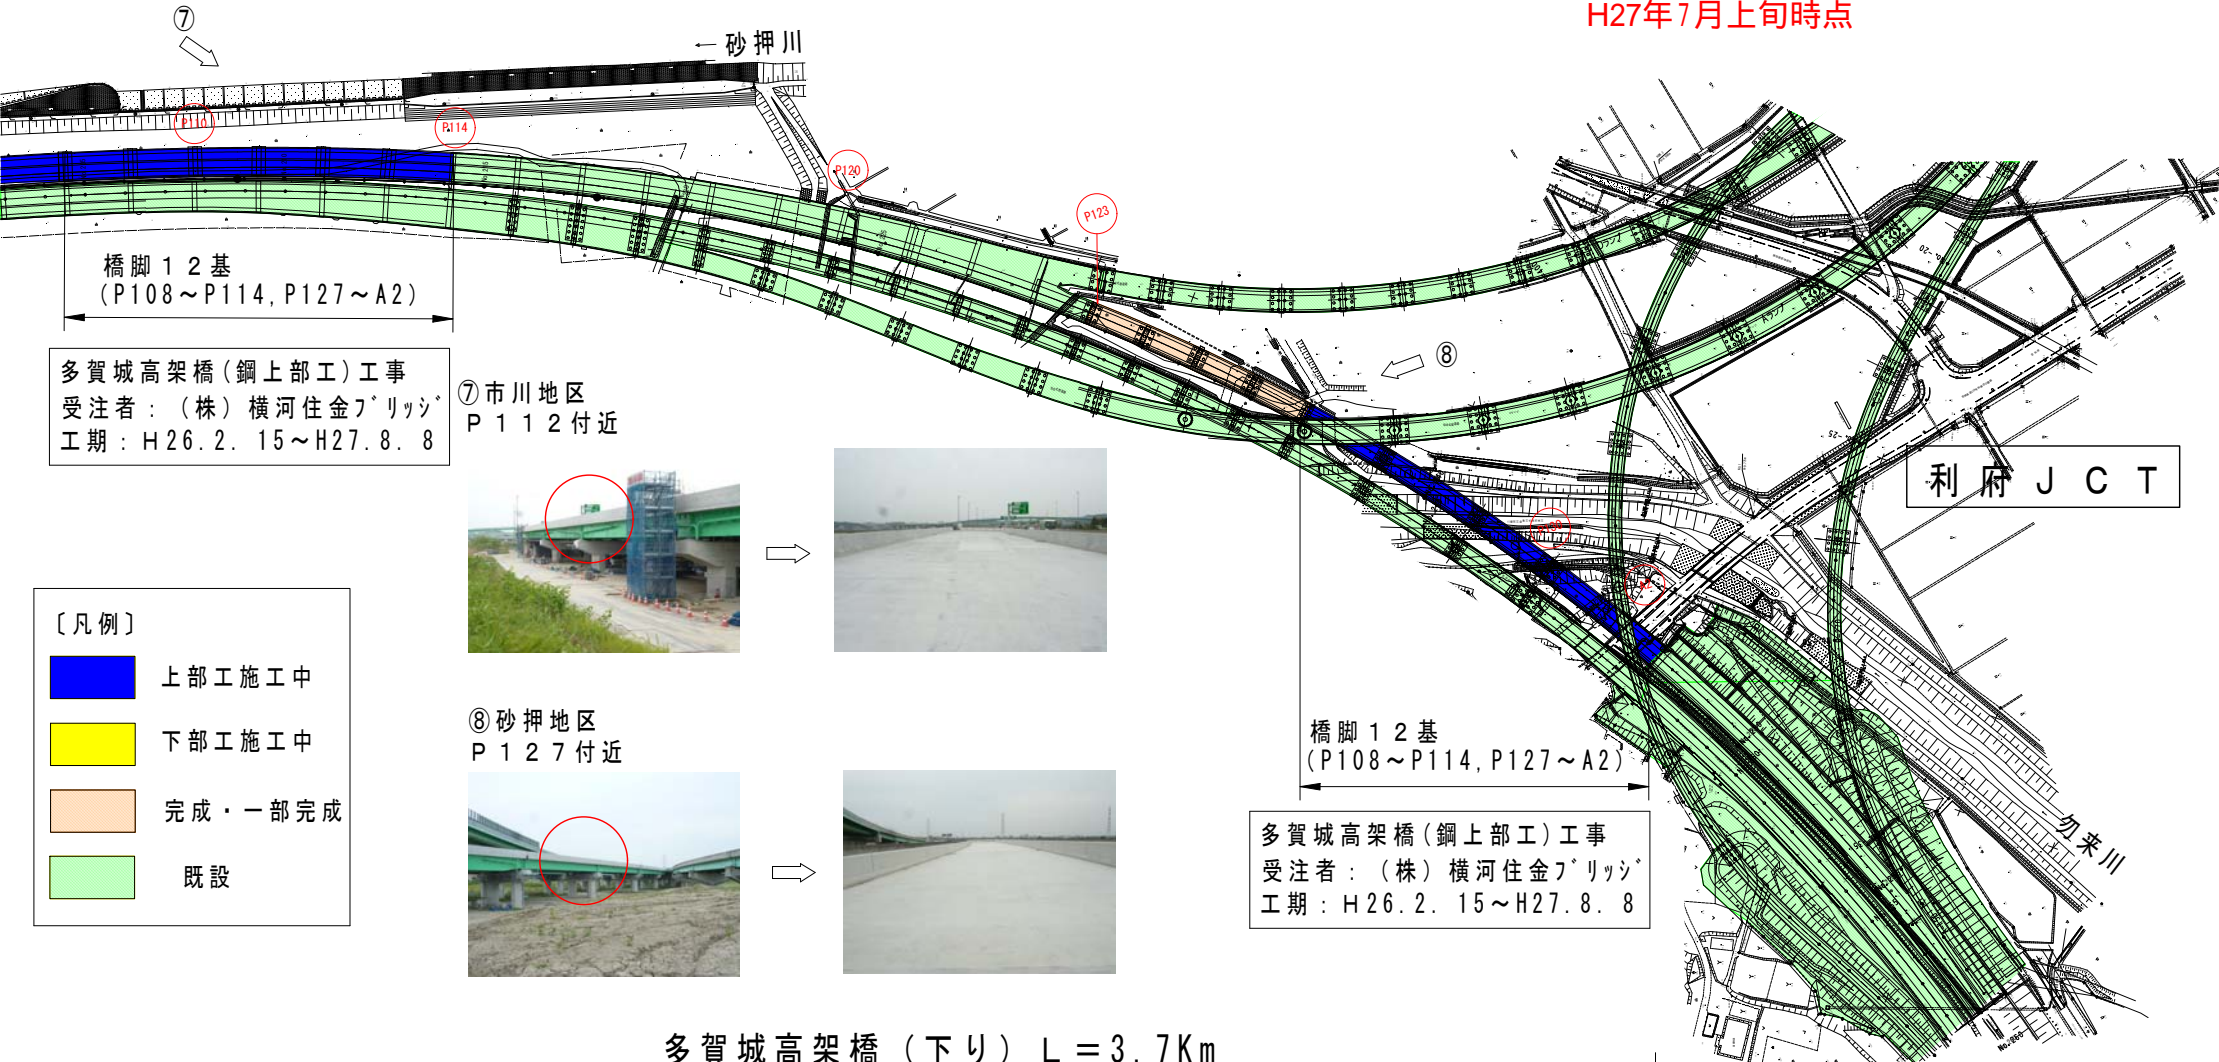 H27年7月上旬時点
⑦
← 砂押川
P110
P114
P120
P123
橋脚12基
(P108～P114,P127～A2)
多賀城高架橋(鋼上部工)工事
受注者：（株）横河住金ﾌﾞﾘｯｼﾞ
工期：H26.2. 15～H27.8. 8
⑧
⑦市川地区
P112付近
利府JCT
P130
A2
〔凡例〕
上部工施工中
下部工施工中
完成・一部完成
既設
⑧砂押地区
P127付近
橋脚12基
(P108～P114,P127～A2)
多賀城高架橋(鋼上部工)工事
受注者：（株）横河住金ﾌﾞﾘｯｼﾞ
工期：H26.2. 15～H27.8. 8
勿来川
多賀城高架橋（下り）L＝3.7Km